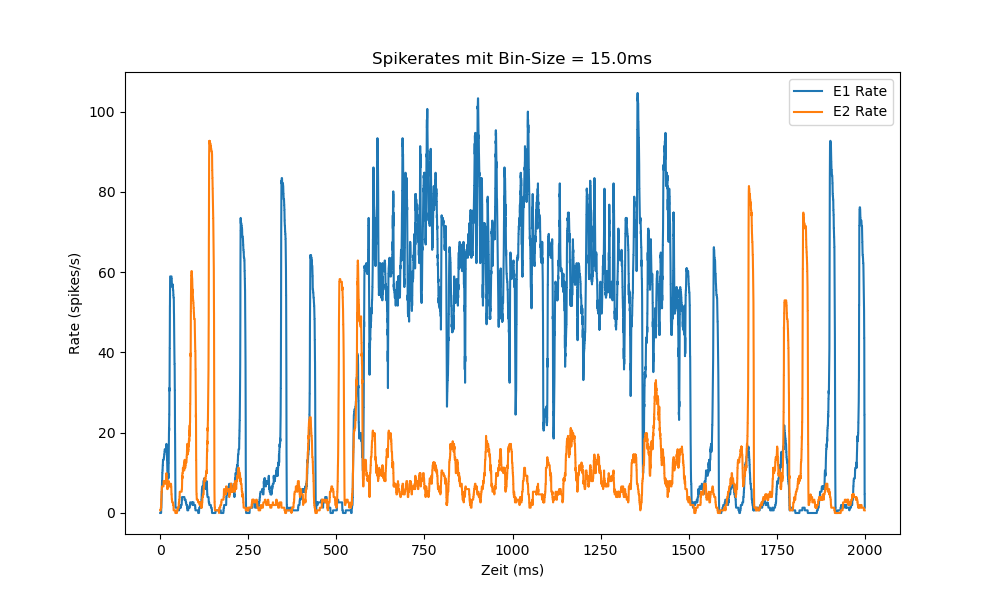 Spikerates mit Bin-Size = 15.0ms
E1 Rate
E2 Rate
100
80
60
40
20
0
Rate (spikes/s)
0 250 500 750 1000 1250 1500 1750 2000
Zeit (ms)